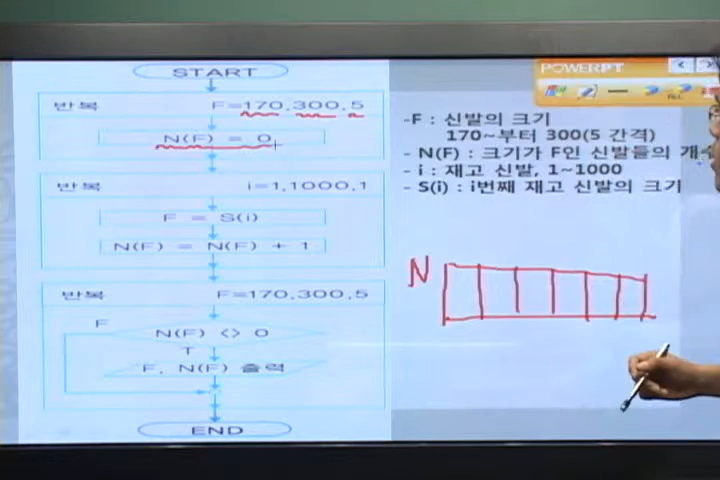 START
반복 F=170,300,5
N(F) = 0
반복 i=1,1000,1
F = S(i)
N(F) = N(F) + 1
반복 F=170,300,5
F N(F) <> 0
T
F, N(F) 출력
END
POWERPT
-F : 신발의 크기
170~부터 300(5 간격)
- N(F) : 크기가 F인 신발들의 개수
- i : 재고 신발, 1~1000
- S(i) : i번째 재고 신발의 크기
N